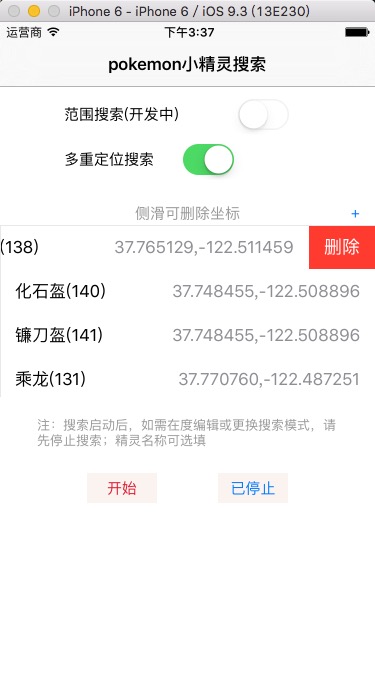 iPhone 6 - iPhone 6 / iOS 9.3 (13E230)
运营商 下午3:37
pokemon小精灵搜索
范围搜索(开发中)
多重定位搜索
侧滑可删除坐标 +
(138) 37.765129,-122.511459 删除
化石盔(140) 37.748455,-122.508896
镰刀盔(141) 37.748455,-122.508896
乘龙(131) 37.770760,-122.487251
注：搜索启动后，如需在度编辑或更换搜索模式，请
先停止搜索；精灵名称可选填
开始 已停止